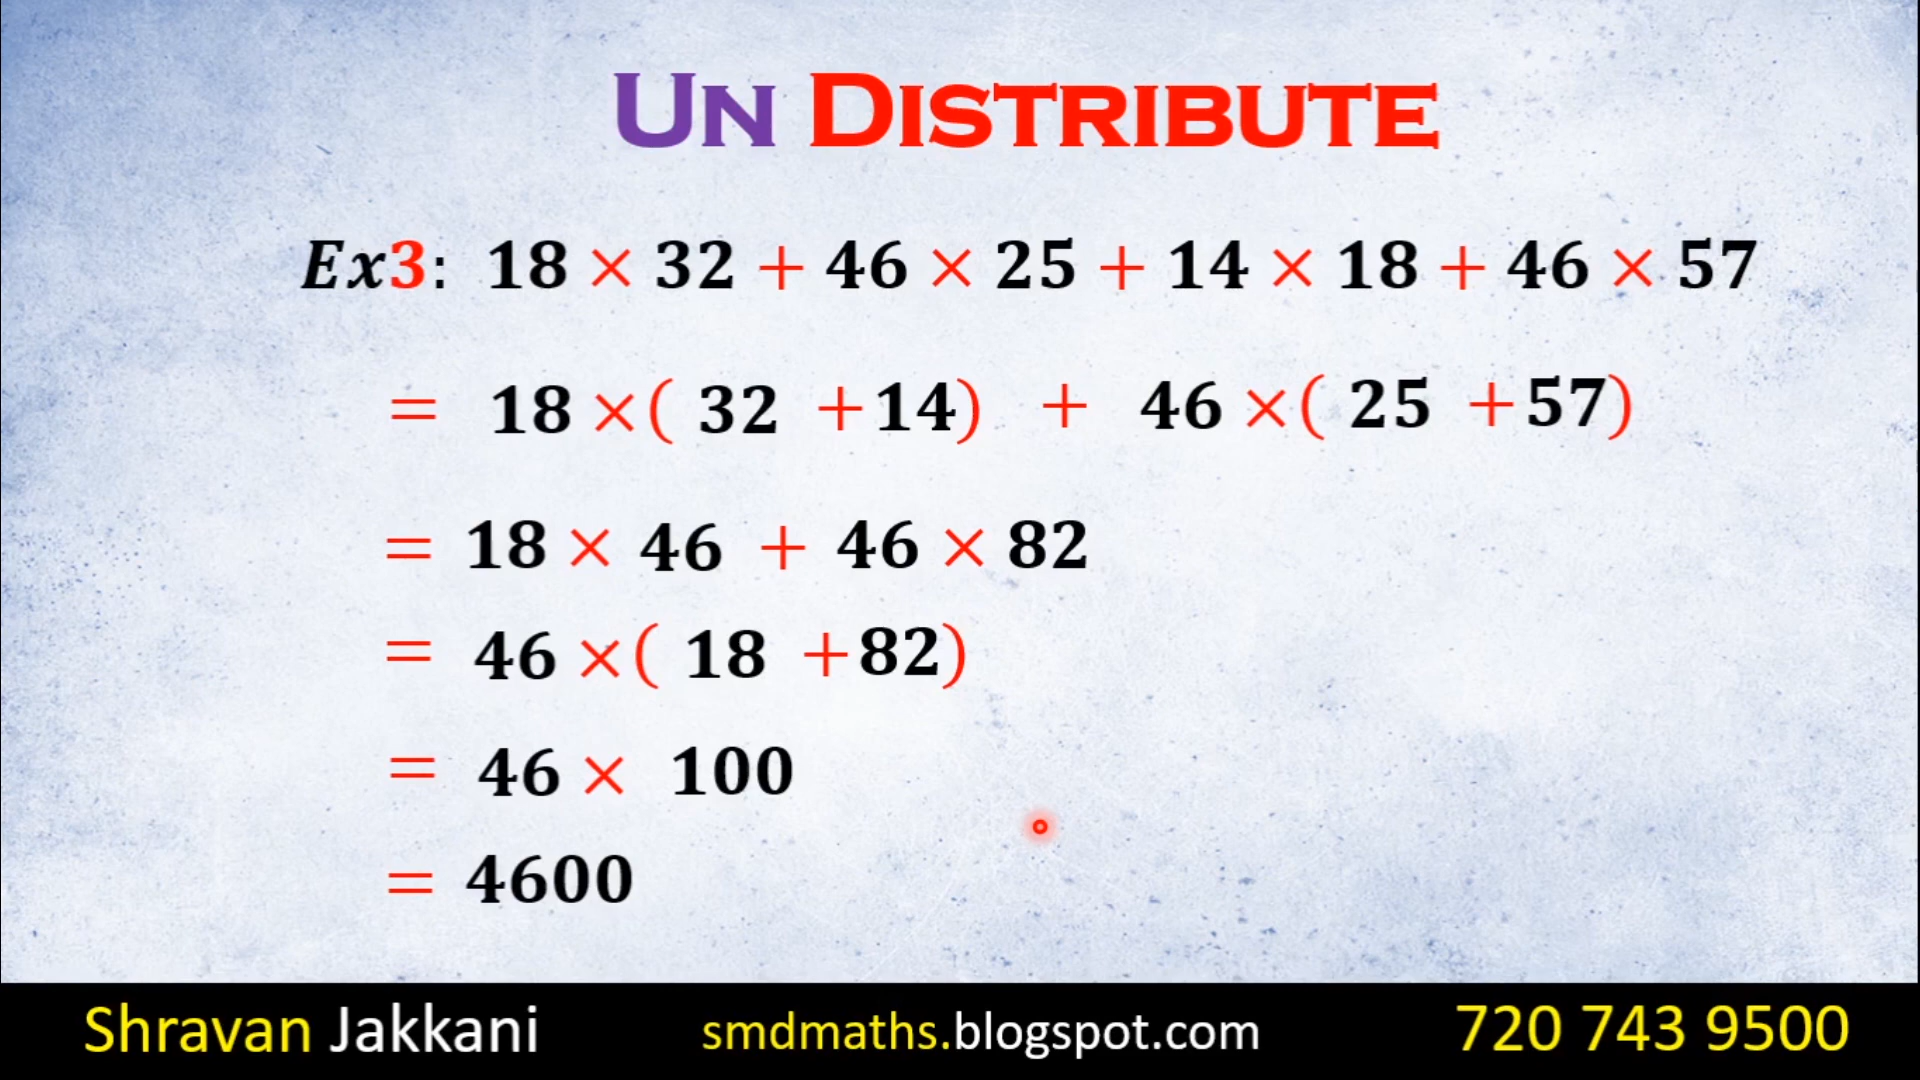 UN DISTRIBUTE
Ex3: 18 × 32 + 46 × 25 + 14 × 18 + 46 × 57
= 18 ×( 32 +14) + 46 ×( 25 +57)
= 18 × 46 + 46 × 82
= 46 ×( 18 +82)
= 46 × 100
= 4600
Shravan Jakkani smdmaths.blogspot.com 720 743 9500